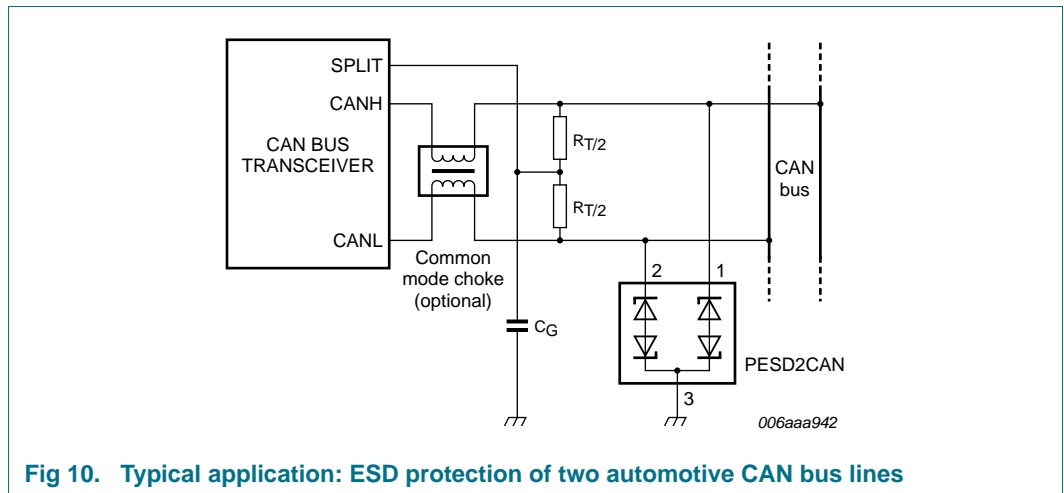 SPLIT
CANH
CAN BUS
TRANSCEIVER
CANL
Common
mode choke
(optional)
RT/2
RT/2
CG
CAN
bus
2
1
PESD2CAN
3
006aaa942
Fig 10. Typical application: ESD protection of two automotive CAN bus lines